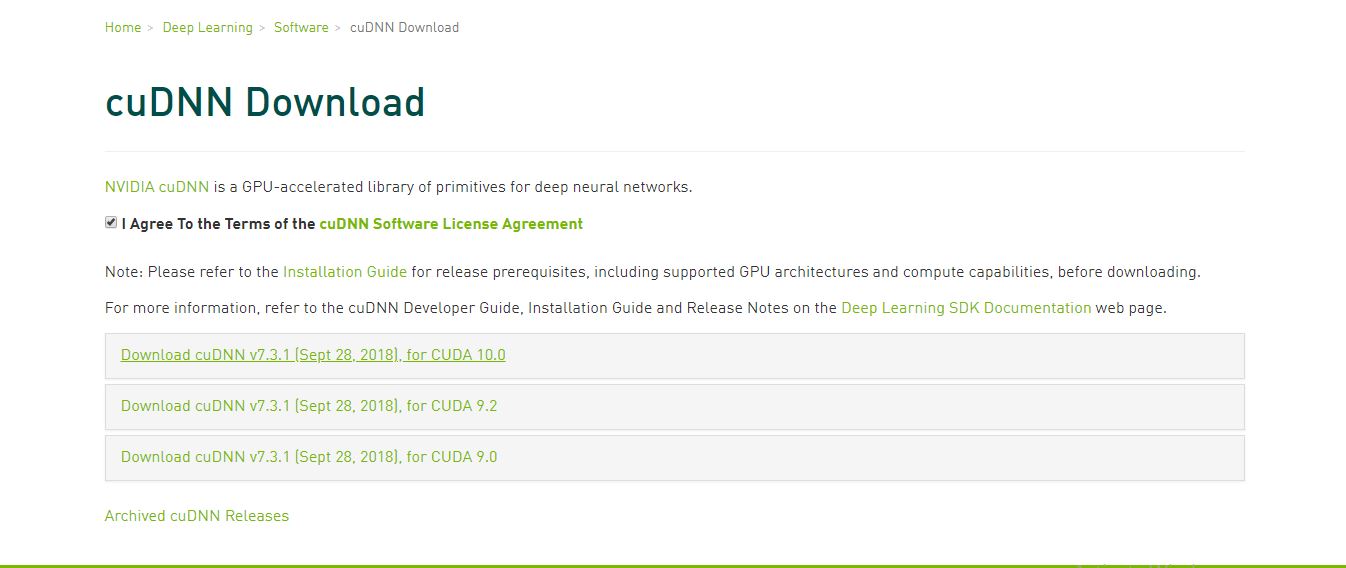 Home > Deep Learning > Software > cuDNN Download
cuDNN Download
NVIDIA cuDNN is a GPU-accelerated library of primitives for deep neural networks.
I Agree To the Terms of the cuDNN Software License Agreement
Note: Please refer to the Installation Guide for release prerequisites, including supported GPU architectures and compute capabilities, before downloading.
For more information, refer to the cuDNN Developer Guide, Installation Guide and Release Notes on the Deep Learning SDK Documentation web page.
Download cuDNN v7.3.1 (Sept 28, 2018), for CUDA 10.0
Download cuDNN v7.3.1 (Sept 28, 2018), for CUDA 9.2
Download cuDNN v7.3.1 (Sept 28, 2018), for CUDA 9.0
Archived cuDNN Releases